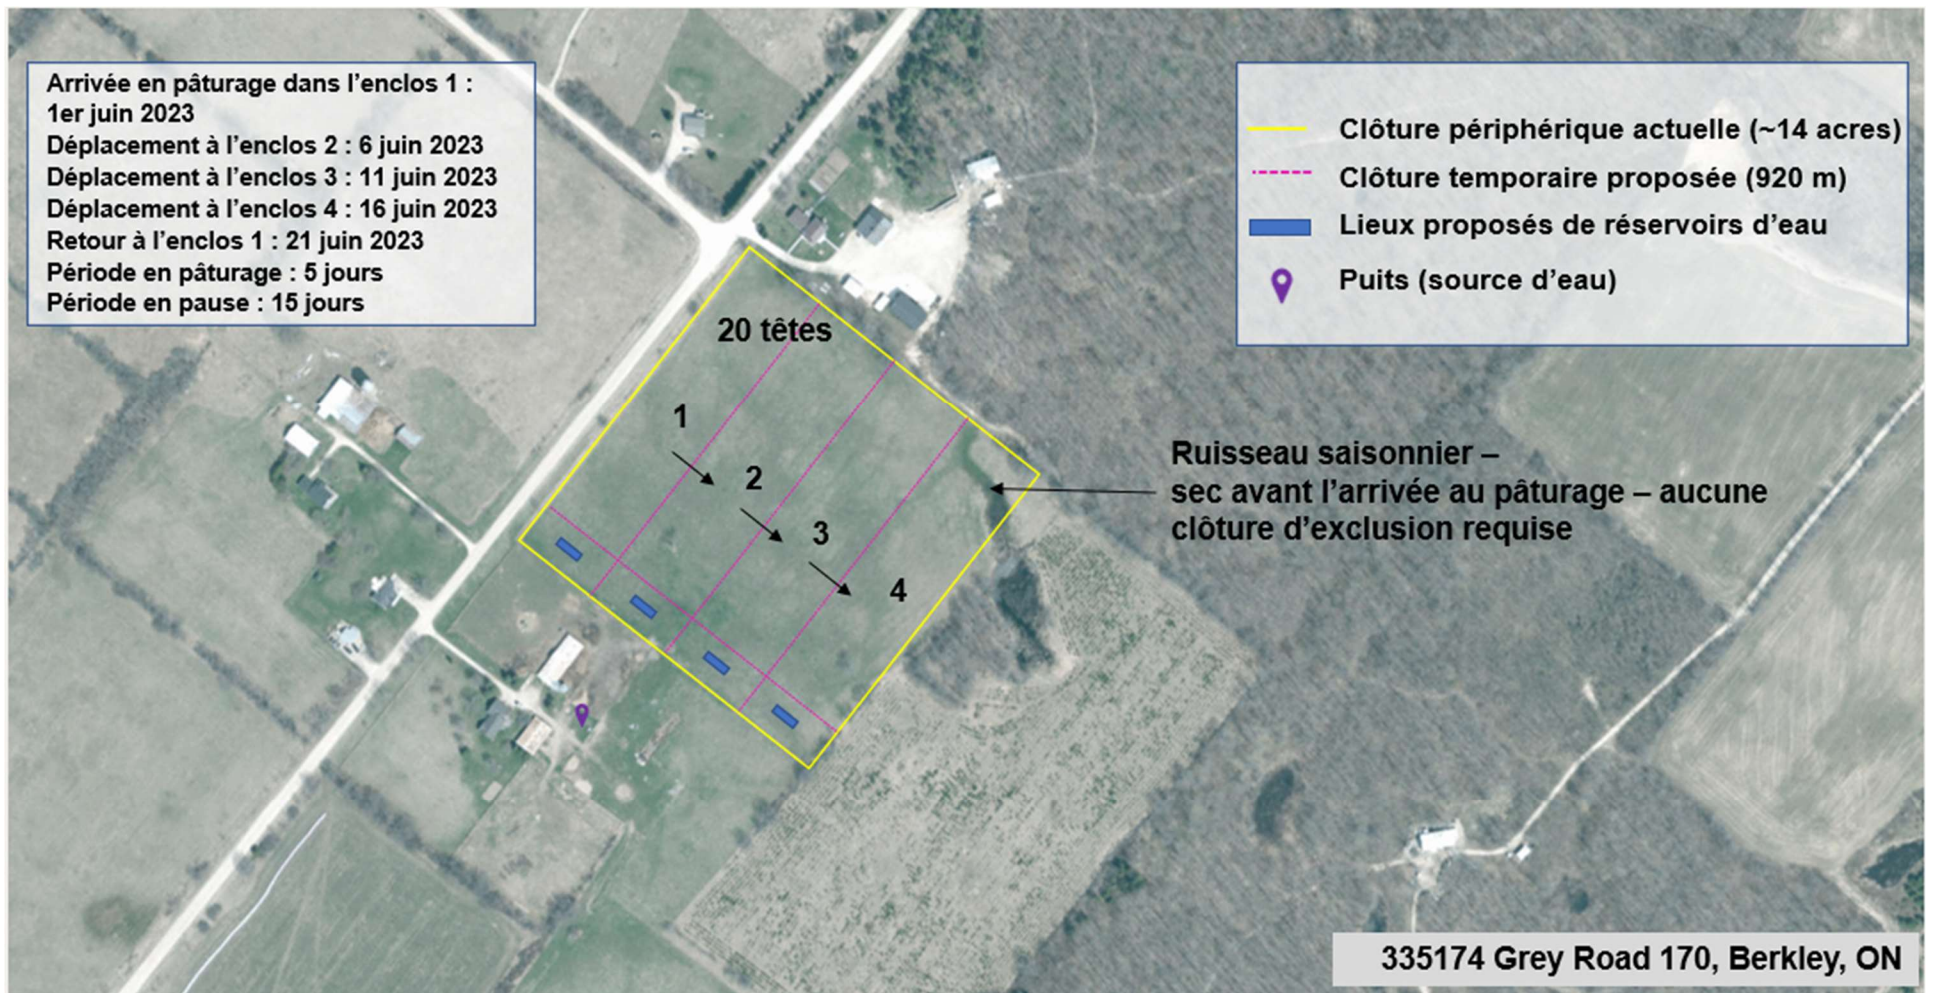 Arrivée en pâturage dans l'enclos 1 :
1er juin 2023
Déplacement à l'enclos 2 : 6 juin 2023
Déplacement à l'enclos 3 : 11 juin 2023
Déplacement à l'enclos 4 : 16 juin 2023
Retour à l'enclos 1 : 21 juin 2023
Période en pâturage : 5 jours
Période en pause : 15 jours
Clôture périphérique actuelle (~14 acres)
Clôture temporaire proposée (920 m)
Lieux proposés de réservoirs d'eau
Puits (source d'eau)
20 têtes
1
2
3
4
Ruisseau saisonnier –
sec avant l'arrivée au pâturage – aucune
clôture d'exclusion requise
335174 Grey Road 170, Berkley, ON